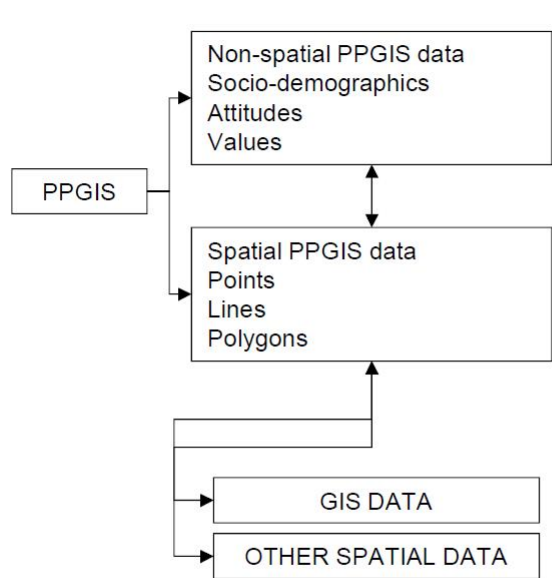 Non-spatial PPGIS data
Socio-demographics
Attitudes
Values
PPGIS
Spatial PPGIS data
Points
Lines
Polygons
GIS DATA
OTHER SPATIAL DATA